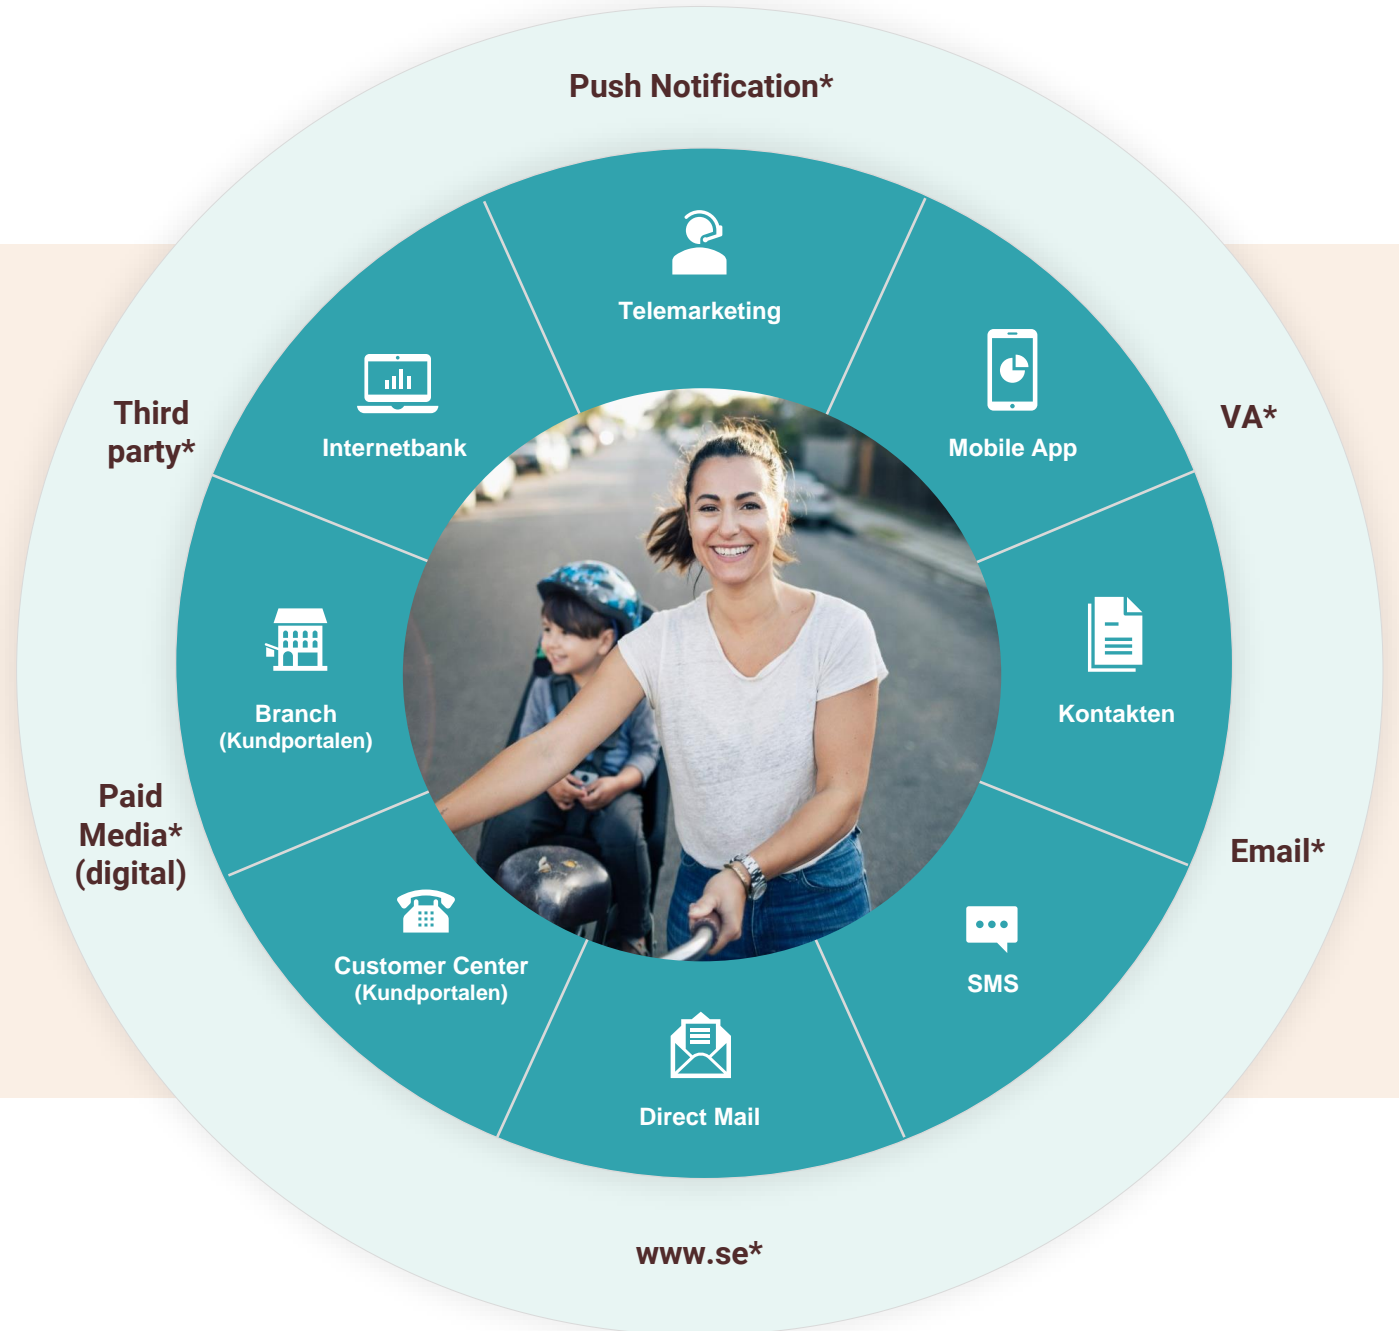 Push Notification*
Telemarketing
Mobile App
VA*
Third
party*
Internetbank
Kontakten
Branch
(Kundportalen)
Paid
Media*
(digital)
Email*
Customer Center
(Kundportalen)
SMS
Direct Mail
www.se*